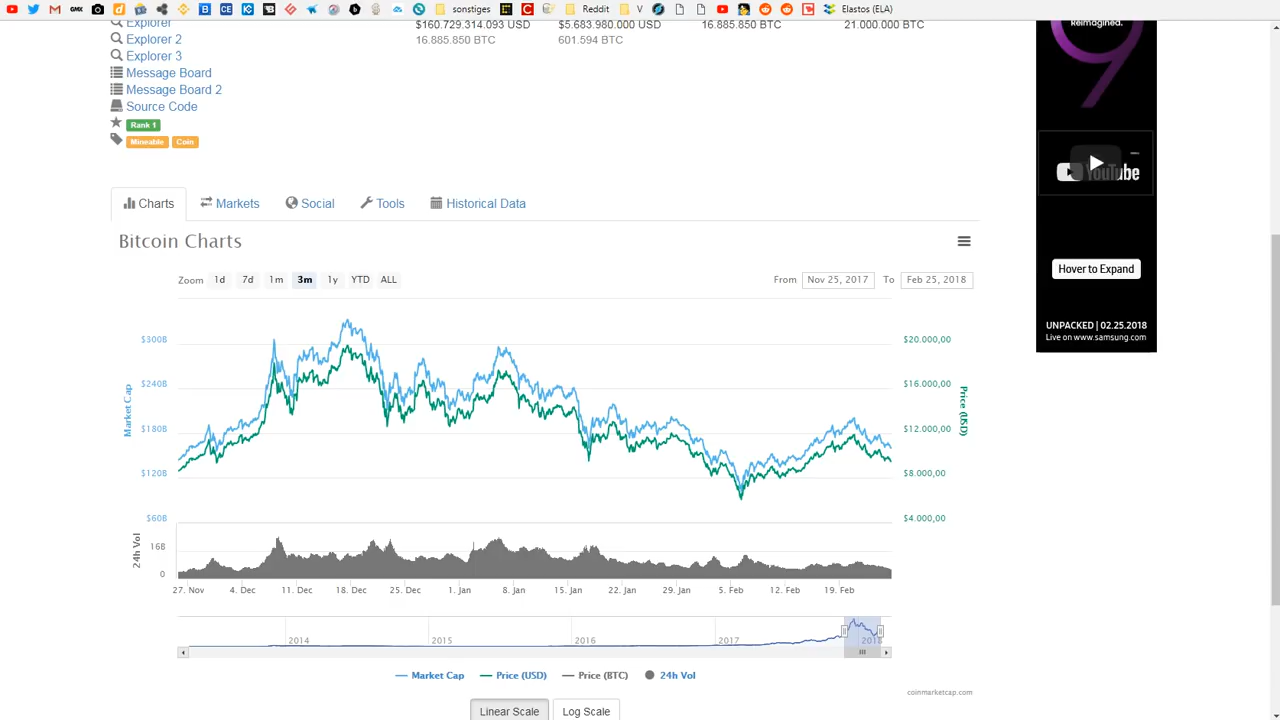 GMX sonstiges Reddit V Elastos (ELA)
Explorer
$160.729.314.093 USD $5.683.980.000 USD 16.885.850 BTC 21.000.000 BTC
Explorer 2
16.885.850 BTC 601.594 BTC
Explorer 3
Message Board
Message Board 2
Source Code
Rank 1
Mineable Coin
Reimagined.
YouTube
Hover to Expand
UNPACKED | 02.25.2018
Live on www.samsung.com
Charts Markets Social Tools Historical Data
Bitcoin Charts
Zoom 1d 7d 1m 3m 1y YTD ALL From Nov 25, 2017 To Feb 25, 2018
$300B $20.000,00
$240B $16.000,00
Market Cap Price (USD)
$180B $12.000,00
$120B $8.000,00
$60B $4.000,00
24h Vol
16B
0
27. Nov 4. Dec 11. Dec 18. Dec 25. Dec 1. Jan 8. Jan 15. Jan 22. Jan 29. Jan 5. Feb 12. Feb 19. Feb
2014 2015 2016 2017 2018
Market Cap Price (USD) Price (BTC) 24h Vol
coinmarketcap.com
Linear Scale Log Scale